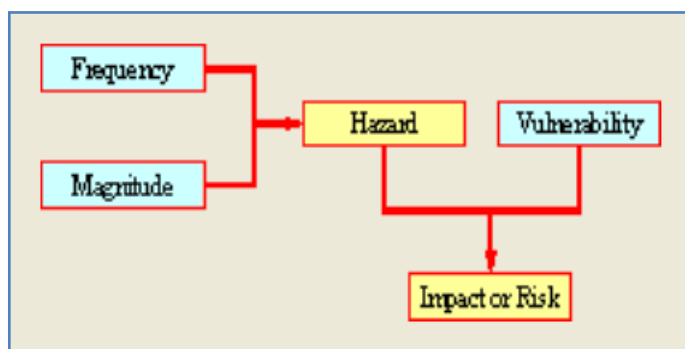 Frequency
Hazard
Vulnerability
Magnitude
Impact or Risk